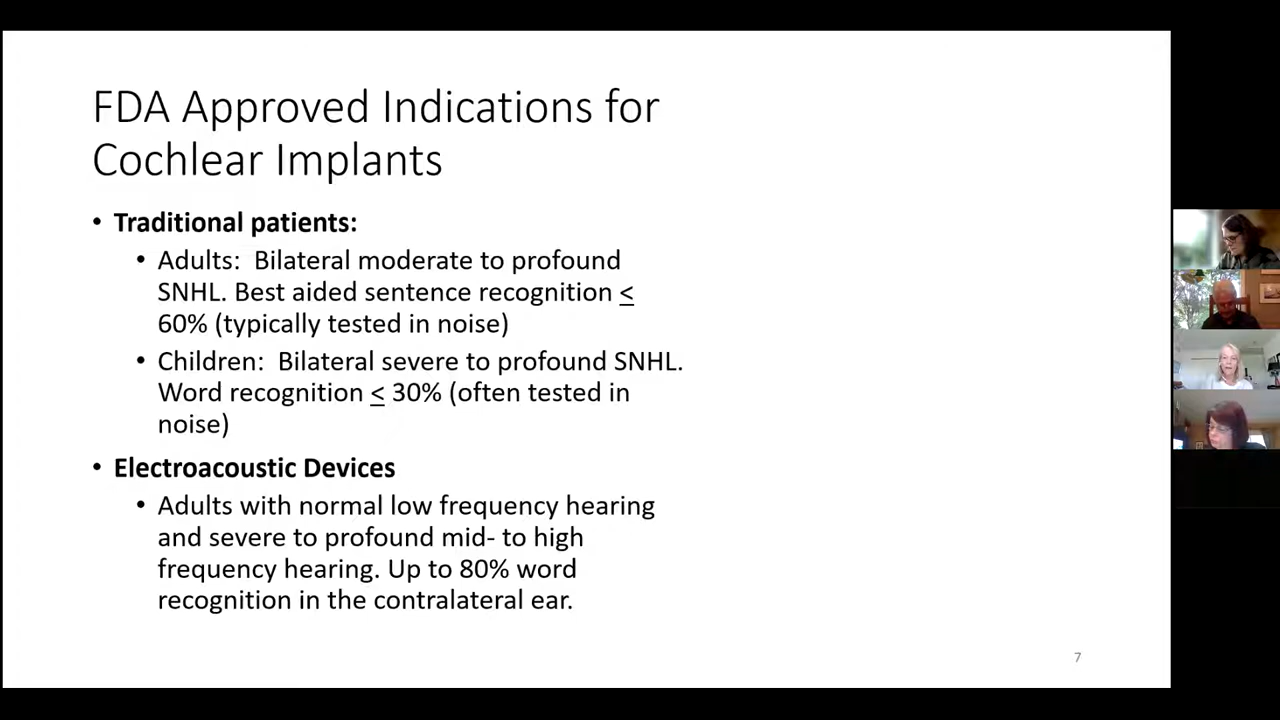 FDA Approved Indications for
Cochlear Implants
• Traditional patients:
• Adults:  Bilateral moderate to profound
SNHL. Best aided sentence recognition <
60% (typically tested in noise)
• Children:  Bilateral severe to profound SNHL.
Word recognition < 30% (often tested in
noise)
• Electroacoustic Devices
• Adults with normal low frequency hearing
and severe to profound mid- to high
frequency hearing. Up to 80% word
recognition in the contralateral ear.
7